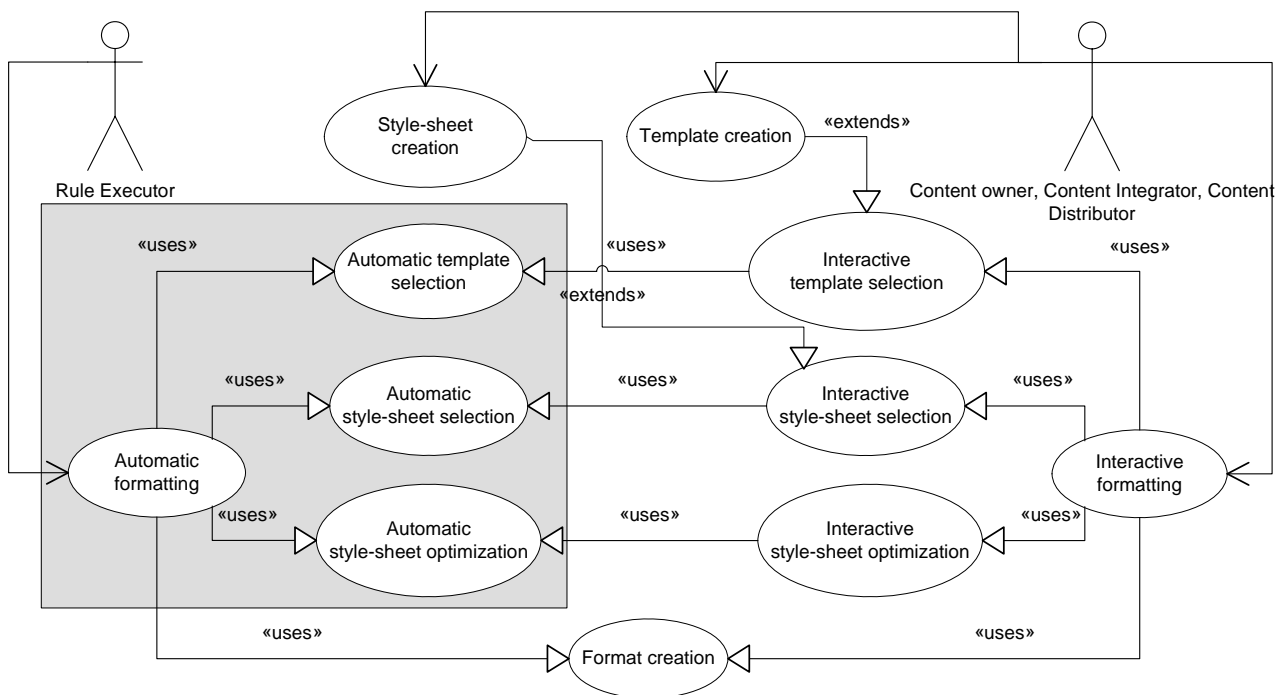 Style-sheet
creation
Template creation
«extends»
Rule Executor
Content owner, Content Integrator, Content
Distributor
«uses»
Automatic template
selection
«uses»
«extends»
Interactive
template selection
«uses»
«uses»
Automatic
style-sheet selection
«uses»
Interactive
style-sheet selection
«uses»
Automatic
formatting
Interactive
formatting
«uses»
Automatic
style-sheet optimization
«uses»
Interactive
style-sheet optimization
«uses»
«uses»
Format creation
«uses»